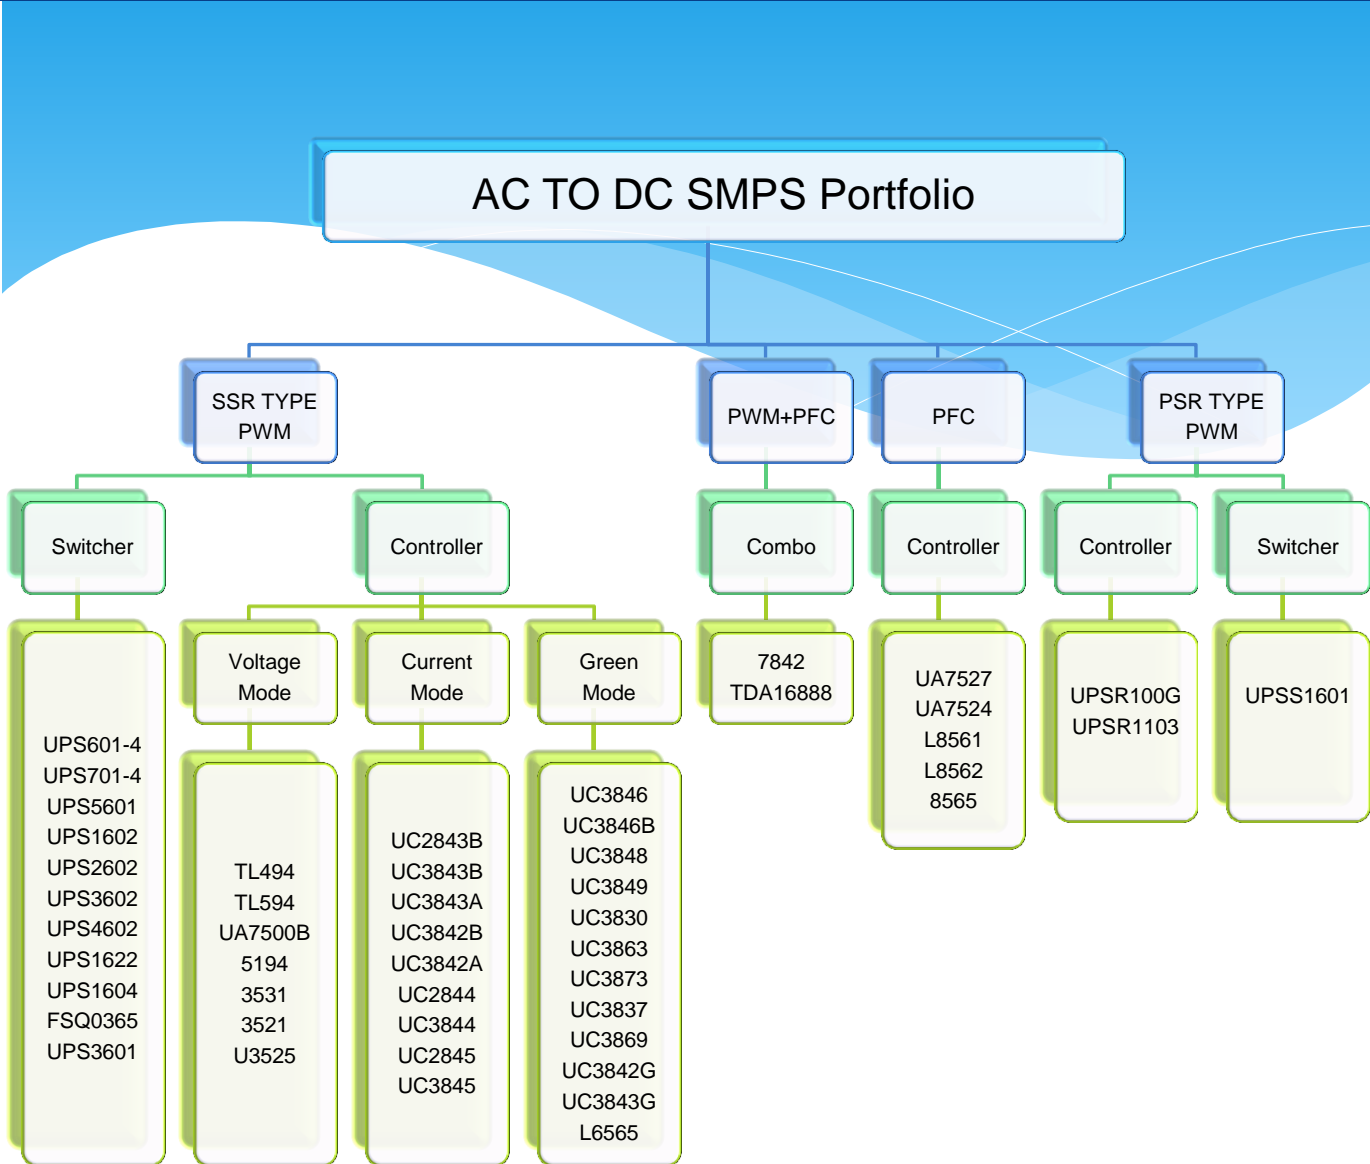 AC TO DC SMPS Portfolio
SSR TYPE
PWM
PWM+PFC
PFC
PSR TYPE
PWM
Switcher
Controller
Combo
Controller
Controller
Switcher
UPS601-4
UPS701-4
UPS5601
UPS1602
UPS2602
UPS3602
UPS4602
UPS1622
UPS1604
FSQ0365
UPS3601
Voltage
Mode
Current
Mode
Green
Mode
TL494
TL594
UA7500B
5194
3531
3521
U3525
UC2843B
UC3843B
UC3843A
UC3842B
UC3842A
UC2844
UC3844
UC2845
UC3845
UC3846
UC3846B
UC3848
UC3849
UC3830
UC3863
UC3873
UC3837
UC3869
UC3842G
UC3843G
L6565
7842
TDA16888
UA7527
UA7524
L8561
L8562
8565
UPSR100G
UPSR1103
UPSS1601